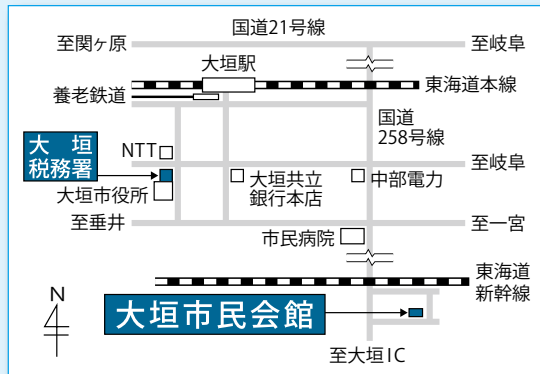 国道21号線
至関ヶ原
至岐阜
大垣駅
東海道本線
養老鉄道
国道
258号線
大垣
税務署
NTT
至岐阜
大垣共立
銀行本店
中部電力
大垣市役所
至垂井
至一宮
市民病院
東海道
新幹線
N
大垣市民会館
至大垣IC